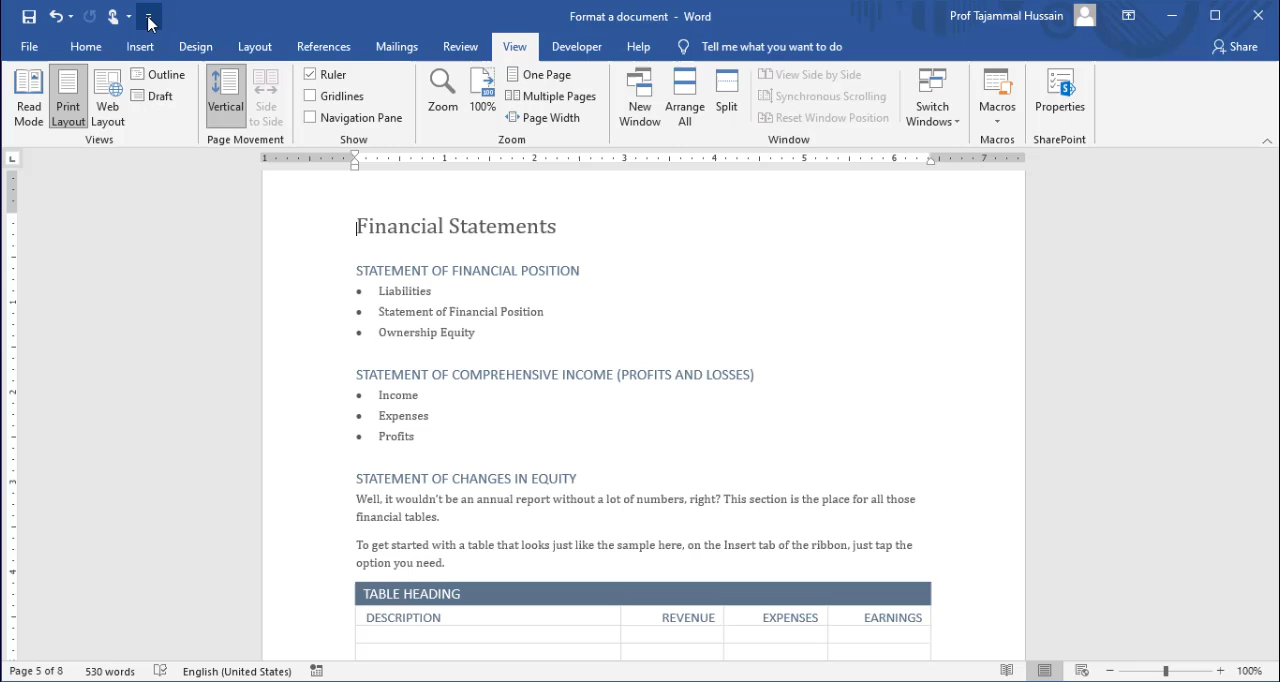 Format a document - Word
Prof Tajammal Hussain
File Home Insert Design Layout References Mailings Review View Developer Help Tell me what you want to do Share
Read Mode
Print Layout
Web Layout
Outline
Draft
Views
Vertical
Side to Side
Page Movement
Ruler
Gridlines
Navigation Pane
Show
Zoom
100%
One Page
Multiple Pages
Page Width
Zoom
New Window
Arrange All
Split
View Side by Side
Synchronous Scrolling
Reset Window Position
Window
Switch Windows
Macros
Macros
Properties
SharePoint
1 1 2 3 4 5 6 7
Financial Statements
STATEMENT OF FINANCIAL POSITION
• Liabilities
• Statement of Financial Position
• Ownership Equity
STATEMENT OF COMPREHENSIVE INCOME (PROFITS AND LOSSES)
• Income
• Expenses
• Profits
STATEMENT OF CHANGES IN EQUITY
Well, it wouldn't be an annual report without a lot of numbers, right? This section is the place for all those
financial tables.
To get started with a table that looks just like the sample here, on the Insert tab of the ribbon, just tap the
option you need.
TABLE HEADING
DESCRIPTION REVENUE EXPENSES EARNINGS
Page 5 of 8 530 words English (United States) 100%